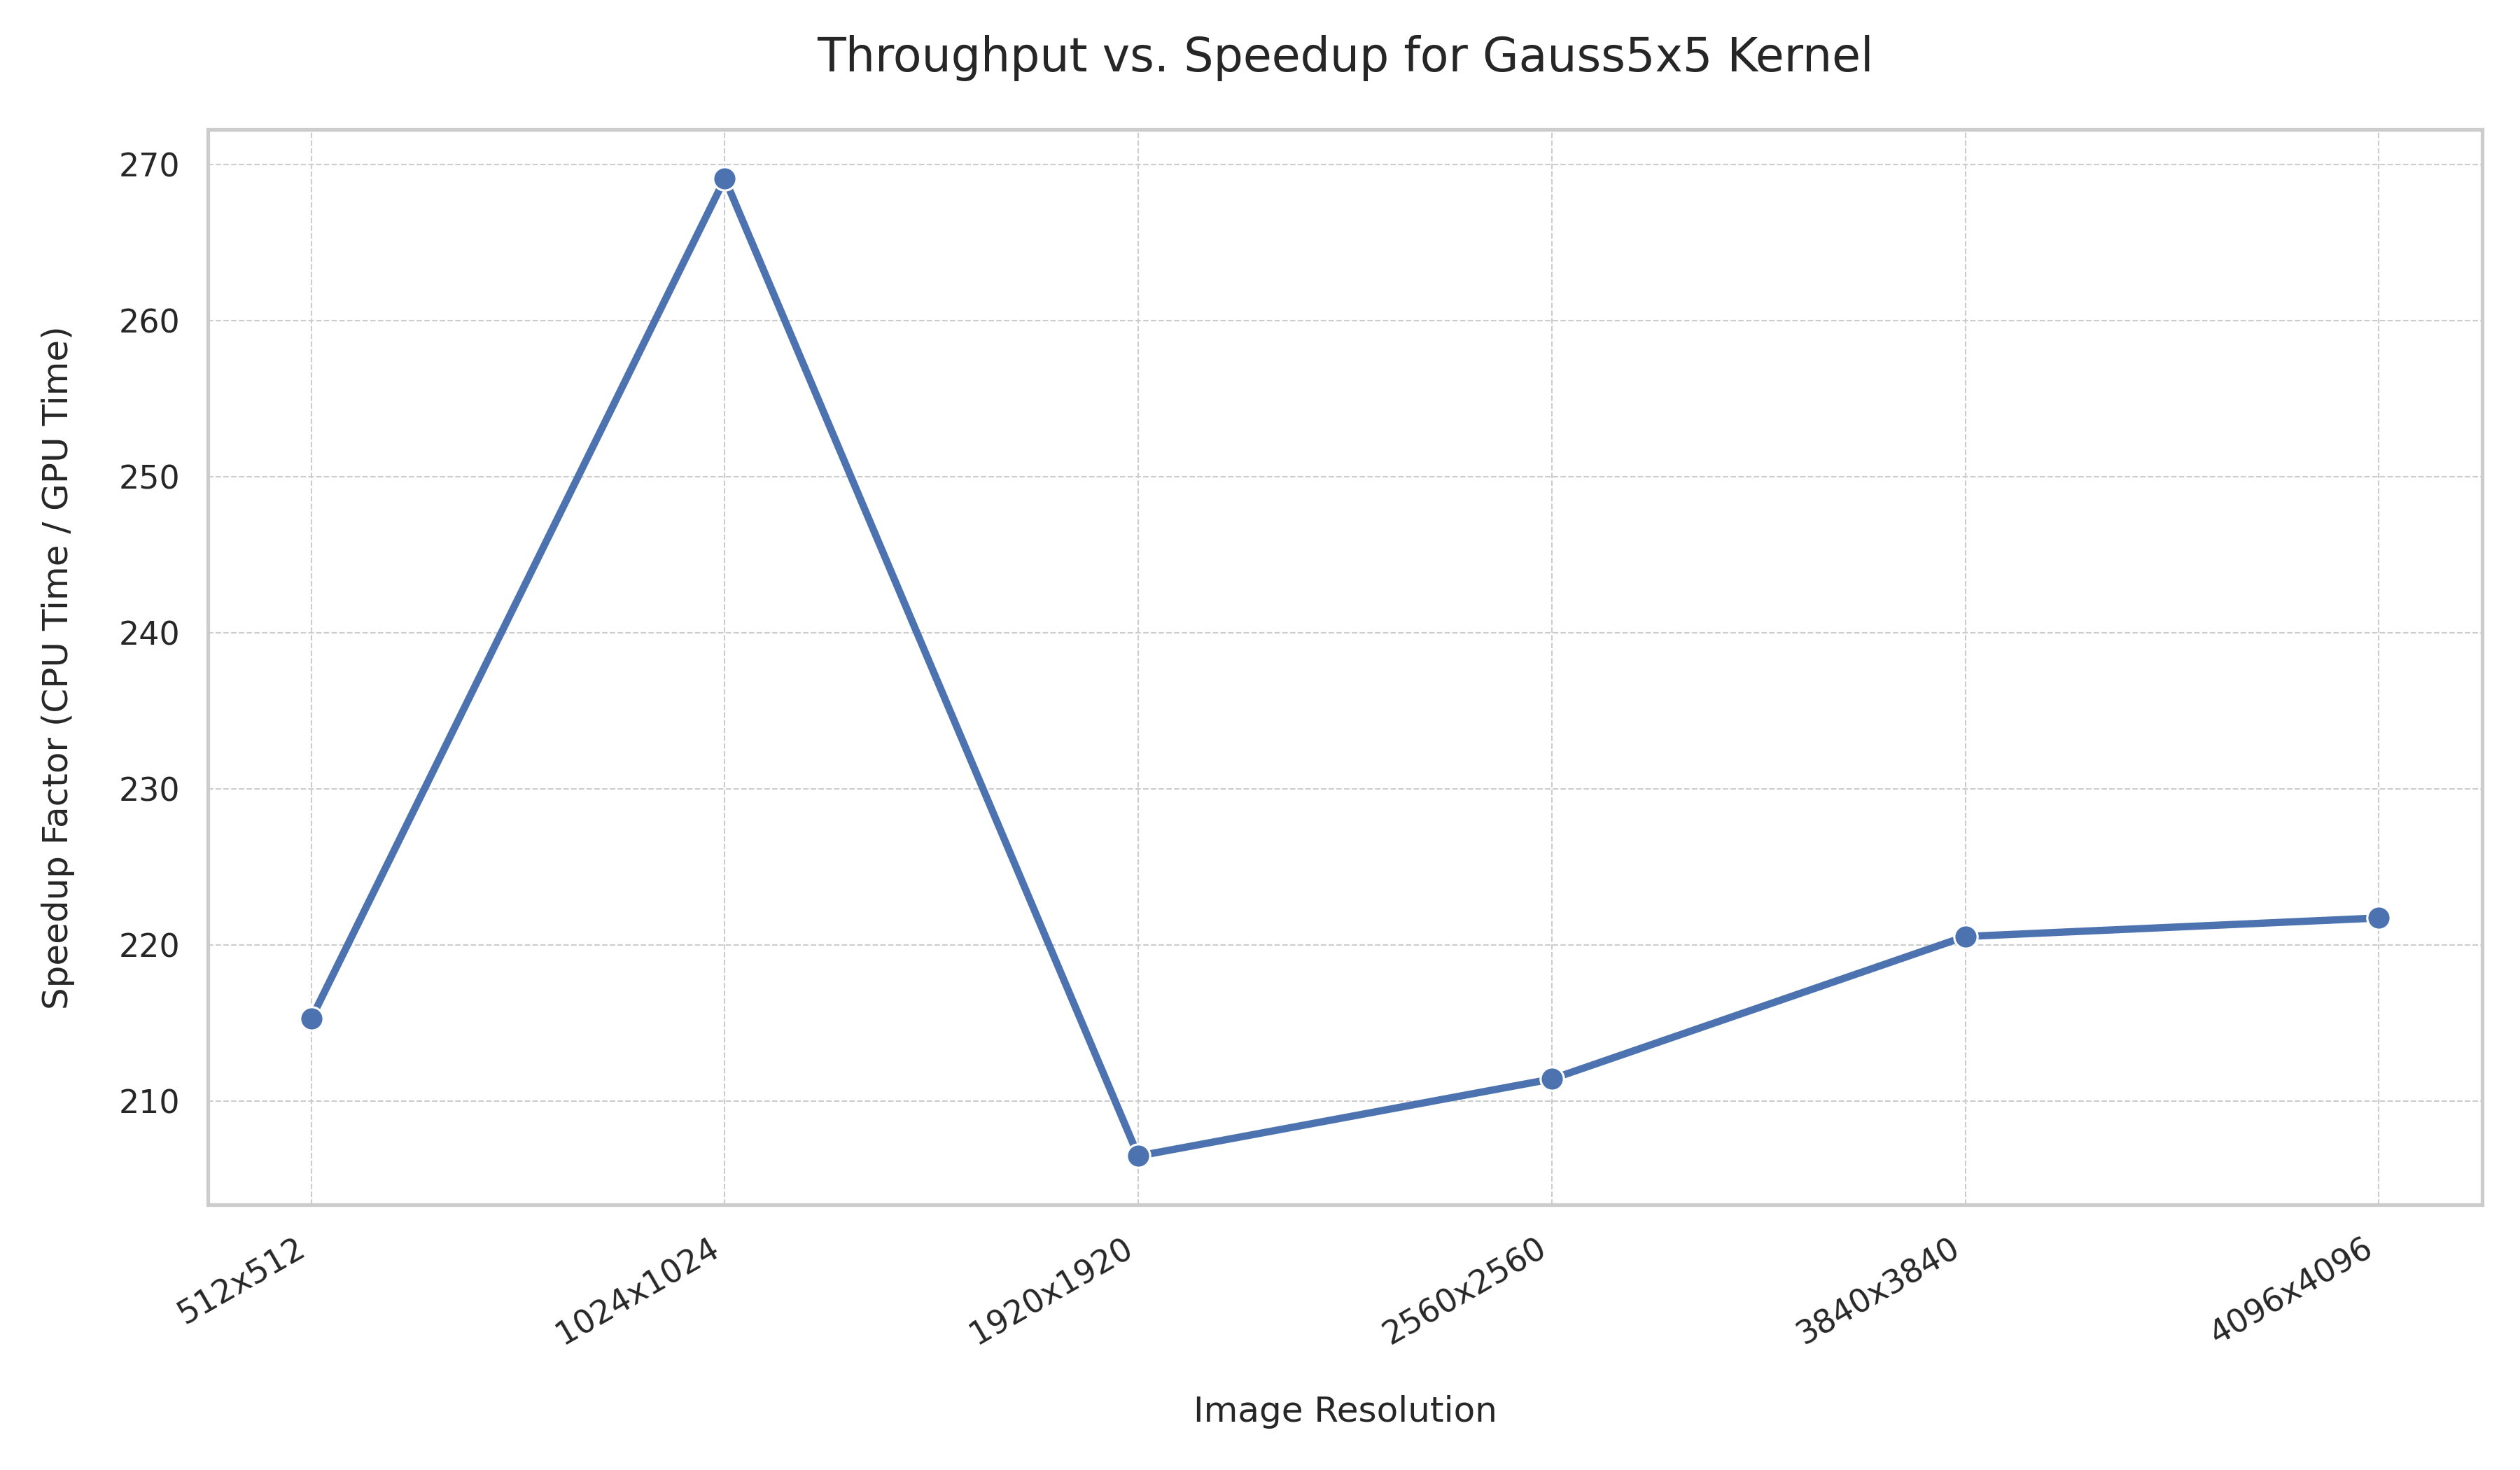 Throughput vs. Speedup for Gauss5x5 Kernel
Speedup Factor (CPU Time / GPU Time)
270
260
250
240
230
220
210
512x512
1024x1024
1920x1920
2560x2560
3840x3840
4096x4096
Image Resolution